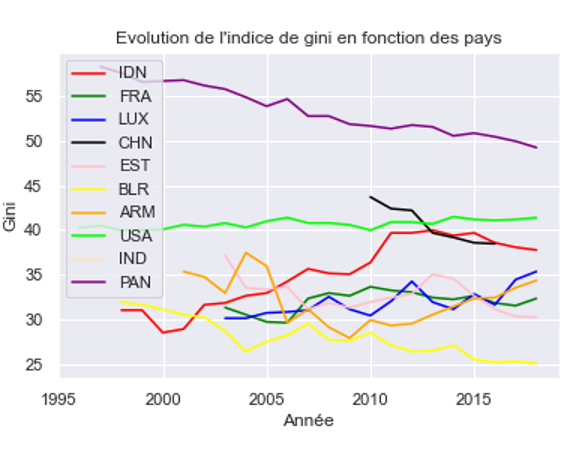 Evolution de l'indice de gini en fonction des pays
IDN
FRA
LUX
CHN
EST
BLR
ARM
USA
IND
PAN
55
50
45
40
35
30
25
Gini
1995 2000 2005 2010 2015
Année